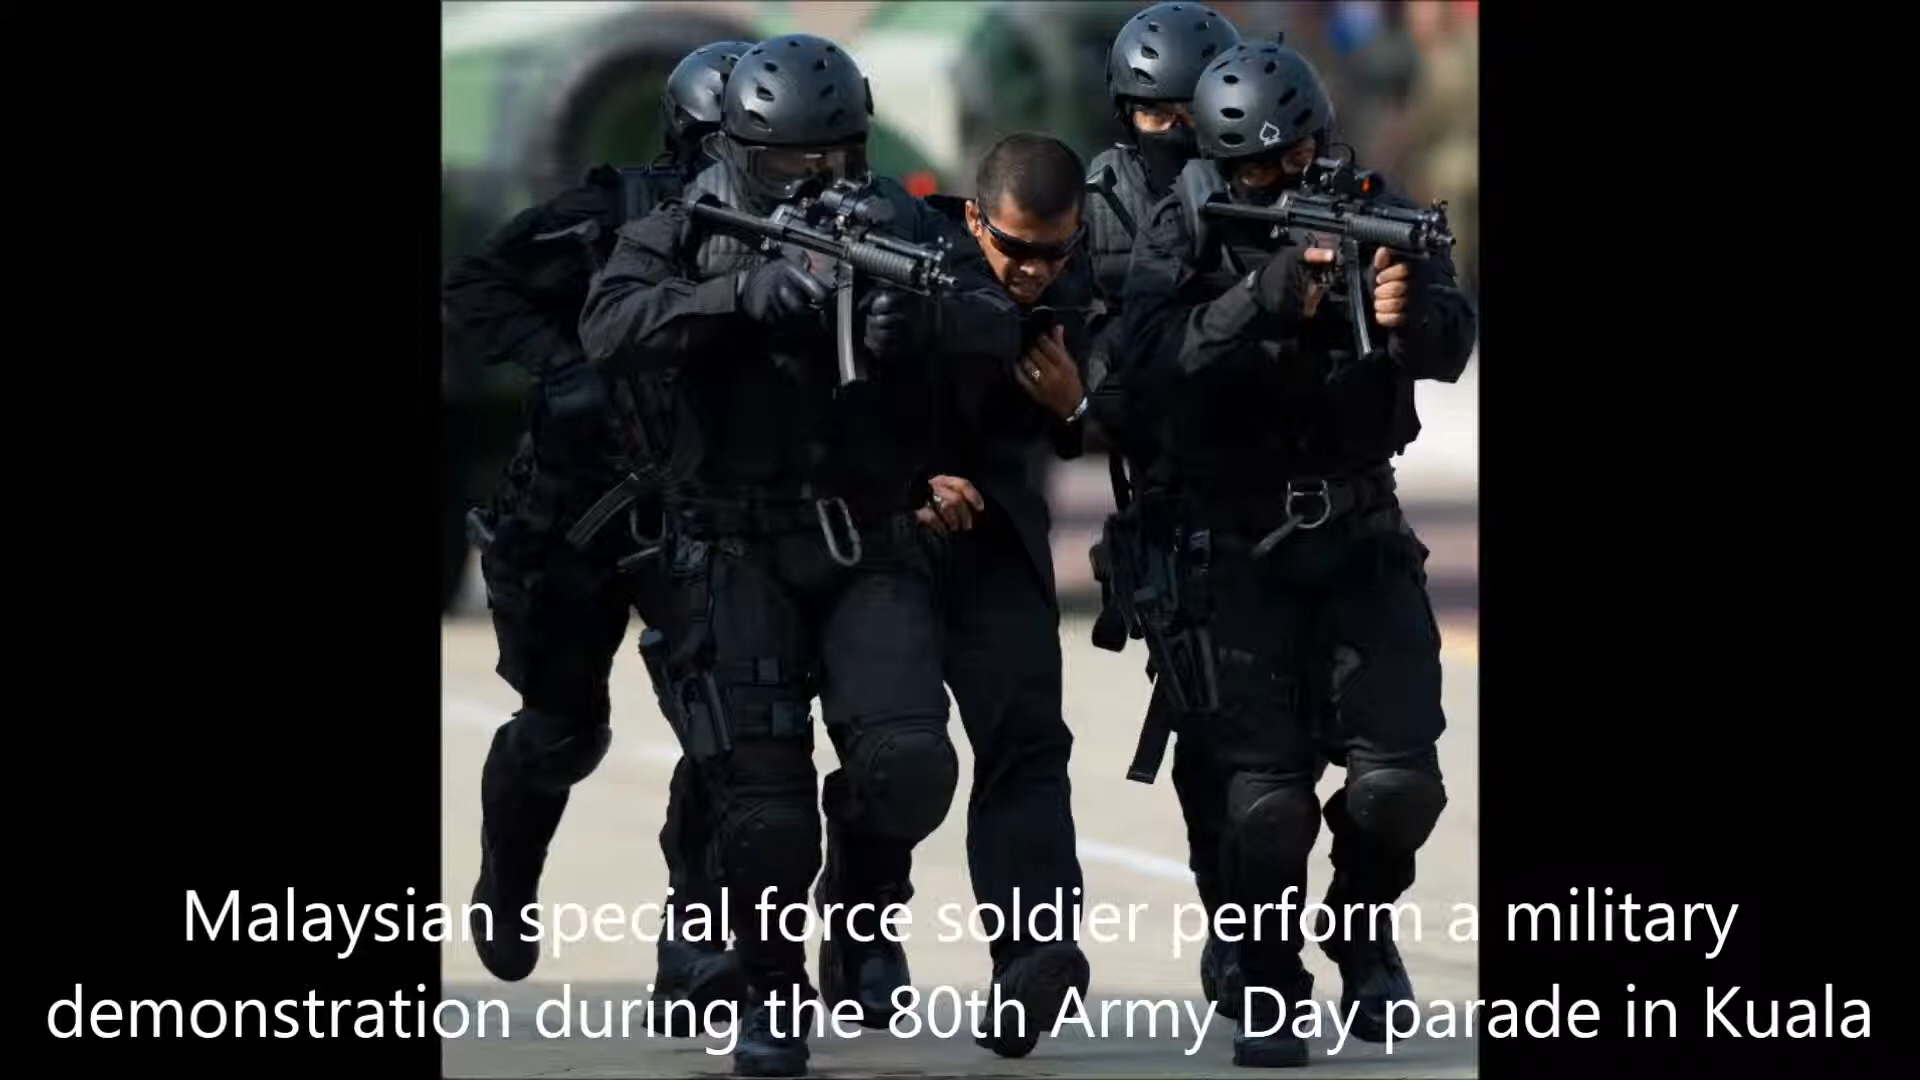 Malaysian special force soldier perform a military
demonstration during the 80th Army Day parade in Kuala